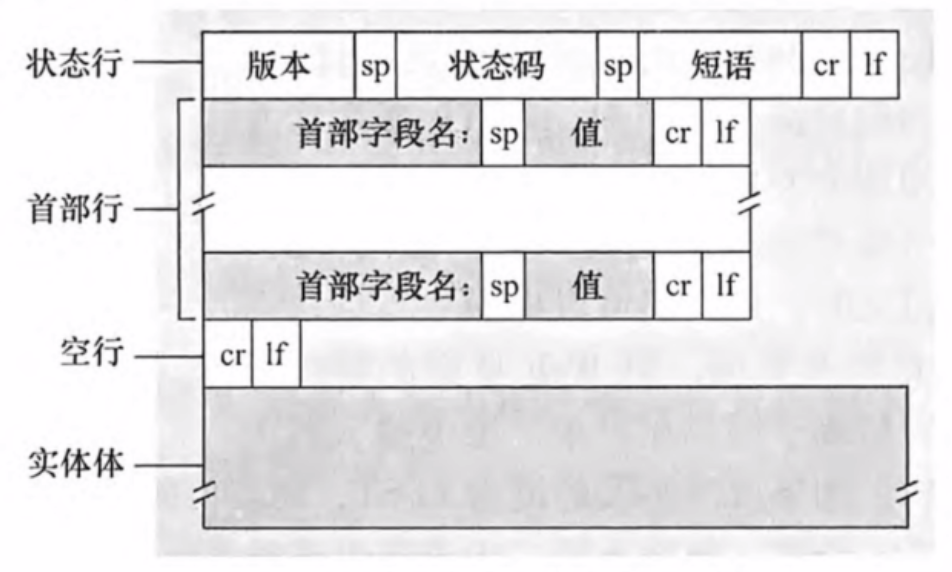 状态行 版本 sp 状态码 sp 短语 cr lf
首部字段名: sp 值 cr lf
首部行
首部字段名: sp 值 cr lf
空行 cr lf
实体体